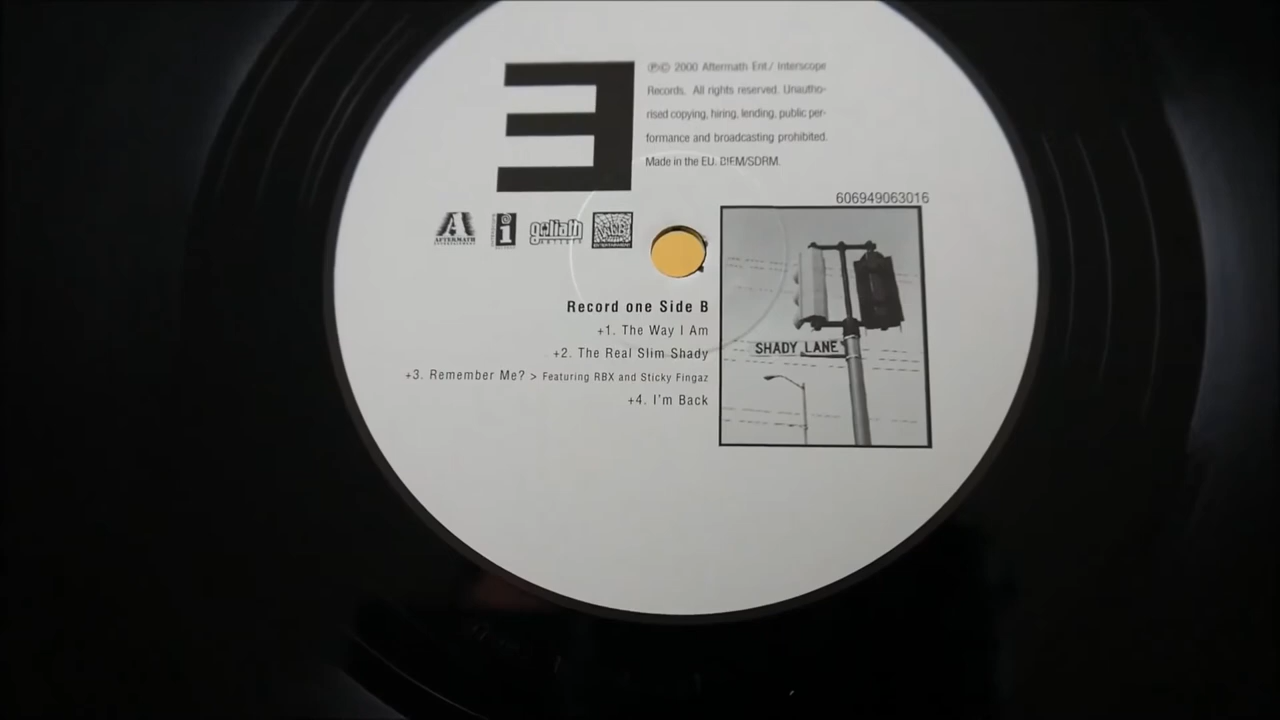 Ǝ
℗© 2000 Aftermath Ent./ Interscope
Records. All rights reserved. Unautho-
rised copying, hiring, lending, public per-
formance and broadcasting prohibited.
Made in the EU. BIEM/SDRM.
606949063016
A
AFTERMATH
i
goliath
Record one Side B
+1. The Way I Am
+2. The Real Slim Shady
+3. Remember Me? > Featuring RBX and Sticky Fingaz
+4. I'm Back
SHADY LANE